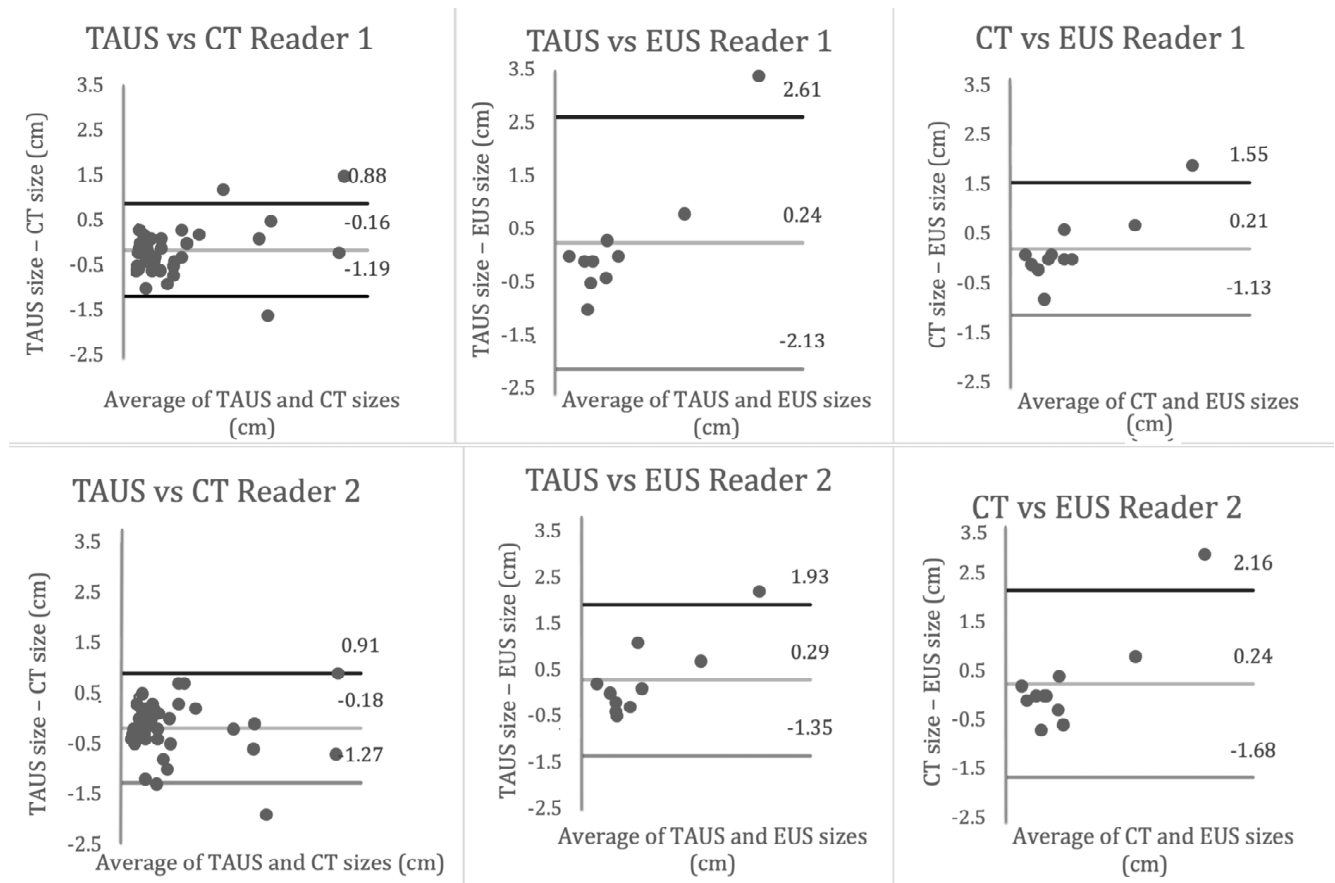 TAUS vs CT Reader 1
TAUS size – CT size (cm)
3.5
2.5
1.5
0.5
-0.5
-1.5
-2.5
0.88
-0.16
-1.19
Average of TAUS and CT sizes
(cm)
TAUS vs EUS Reader 1
TAUS size – EUS size (cm)
3.5
2.5
1.5
0.5
-0.5
-1.5
-2.5
2.61
0.24
-2.13
Average of TAUS and EUS sizes
(cm)
CT vs EUS Reader 1
CT size – EUS size (cm)
3.5
2.5
1.5
0.5
-0.5
-1.5
-2.5
1.55
0.21
-1.13
Average of CT and EUS sizes
(cm)
TAUS vs CT Reader 2
TAUS size – CT size (cm)
3.5
2.5
1.5
0.5
-0.5
-1.5
-2.5
0.91
-0.18
-1.27
Average of TAUS and CT sizes (cm)
TAUS vs EUS Reader 2
TAUS size – EUS size (cm)
3.5
2.5
1.5
0.5
-0.5
-1.5
-2.5
1.93
0.29
-1.35
Average of TAUS and EUS sizes
(cm)
CT vs EUS Reader 2
CT size – EUS size (cm)
3.5
2.5
1.5
0.5
-0.5
-1.5
-2.5
2.16
0.24
-1.68
Average of CT and EUS sizes
(cm)